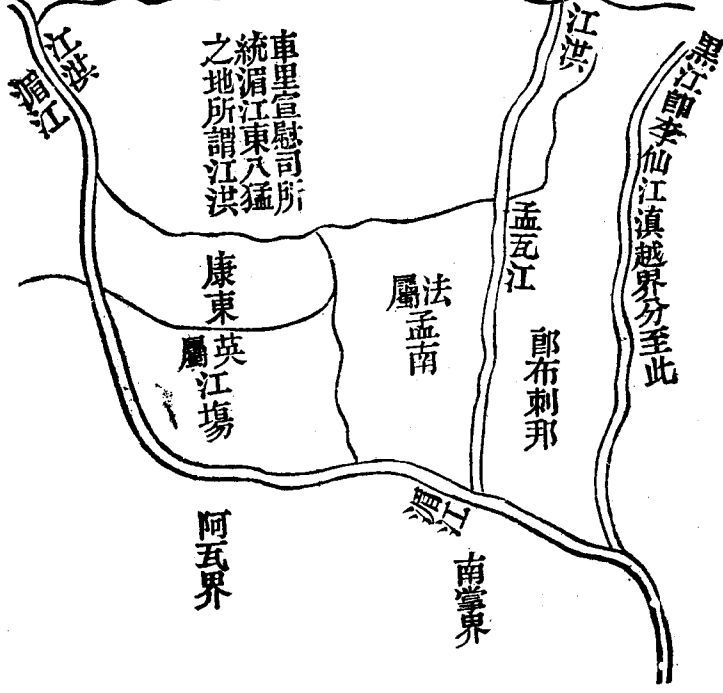 黑江即李仙江滇越界分至此
江洪
孟瓦江
郎布刺邦
法
屬
孟南
車里宣慰司所
統湄江東八猛
之地所謂江洪
康東
英
屬
江場
江洪
湄江
湄江
南掌界
阿瓦界